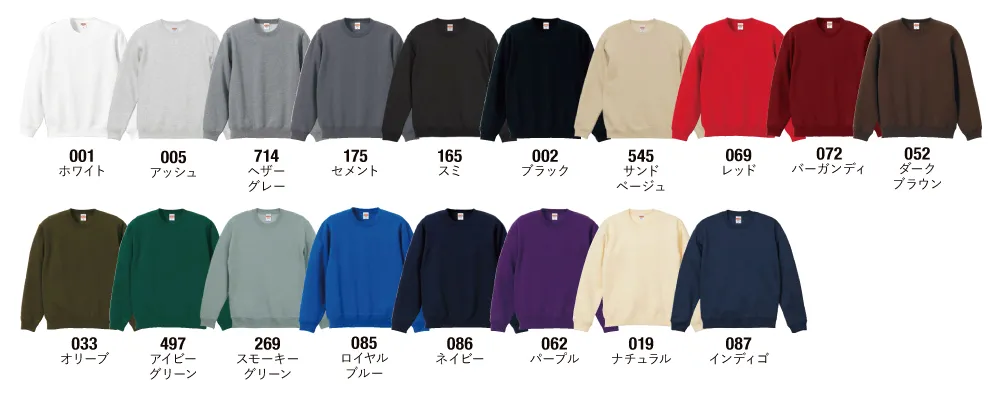 001
ホワイト
005
アッシュ
714
ヘザー
グレー
175
セメント
165
スミ
002
ブラック
545
サンド
ベージュ
069
レッド
072
バーガンディ
052
ダーク
ブラウン
033
オリーブ
497
アイビー
グリーン
269
スモーキー
グリーン
085
ロイヤル
ブルー
086
ネイビー
062
パープル
019
ナチュラル
087
インディゴ